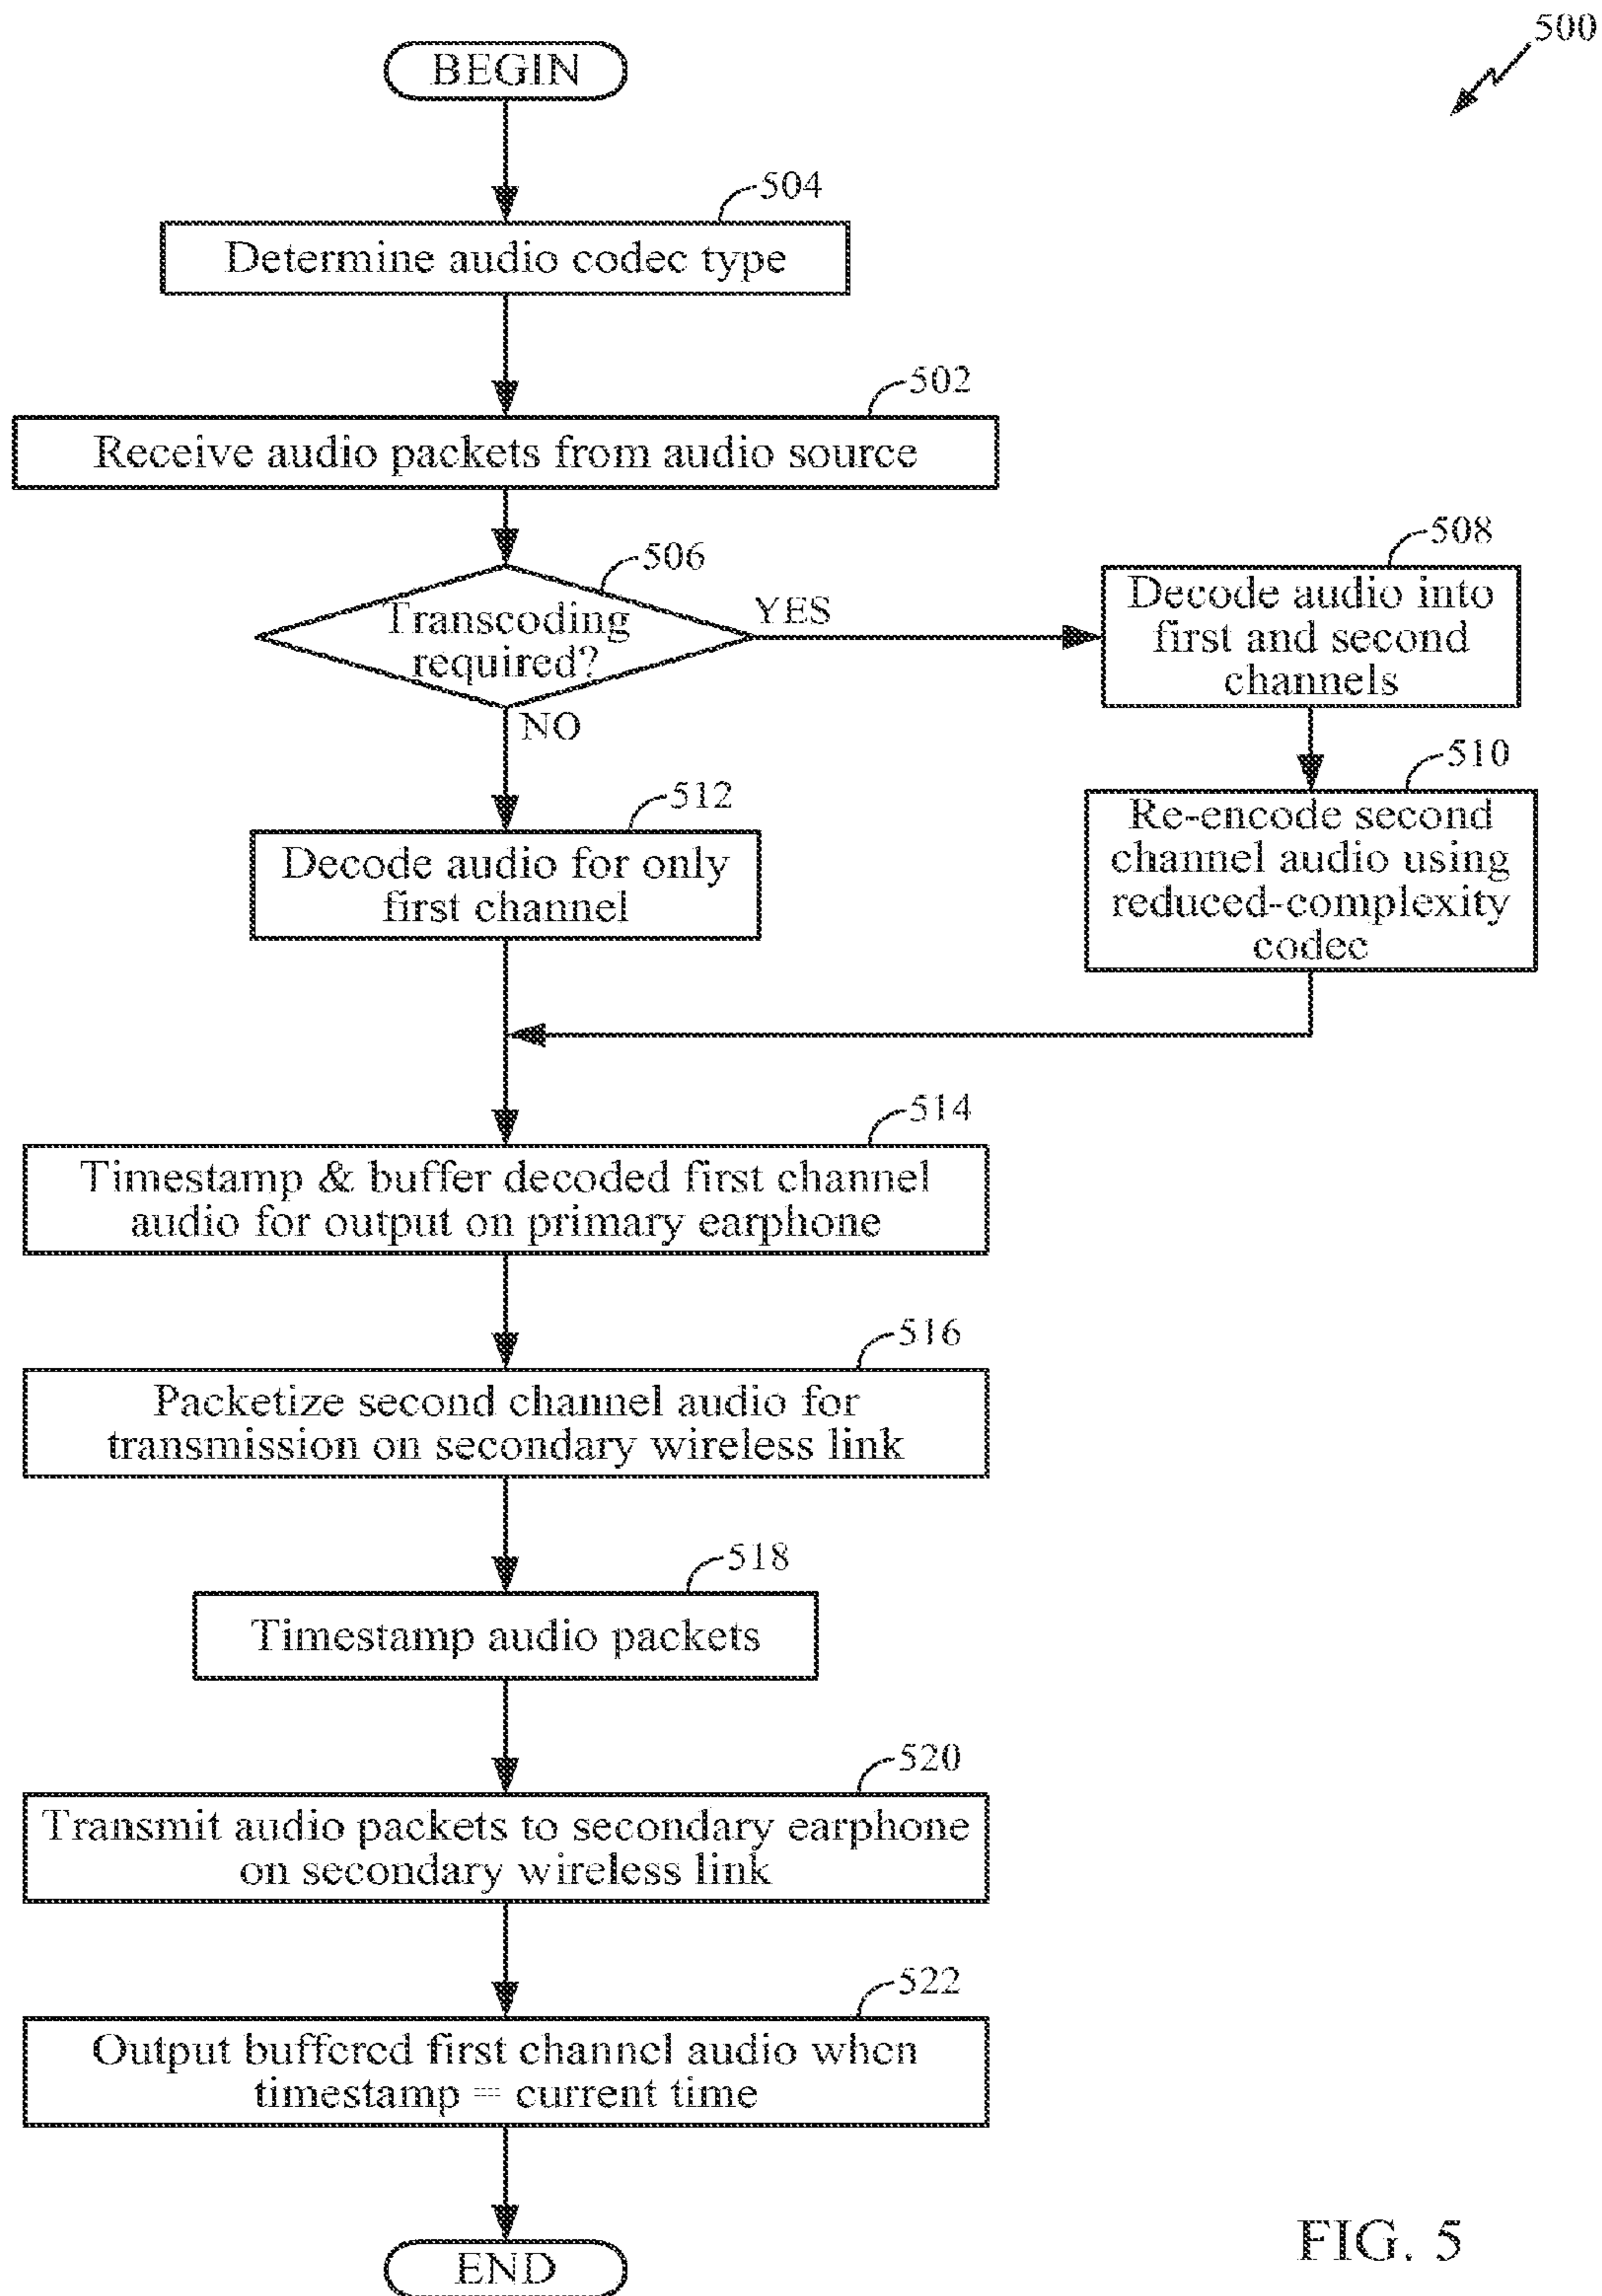 500
BEGIN
504
Determine audio codec type
502
Receive audio packets from audio source
506
Transcoding
required?
YES
NO
508
Decode audio into
first and second
channels
510
Re-encode second
channel audio using
reduced-complexity
codec
512
Decode audio for only
first channel
514
Timestamp & buffer decoded first channel
audio for output on primary earphone
516
Packetize second channel audio for
transmission on secondary wireless link
518
Timestamp audio packets
520
Transmit audio packets to secondary earphone
on secondary wireless link
522
Output buffered first channel audio when
timestamp = current time
END
FIG. 5